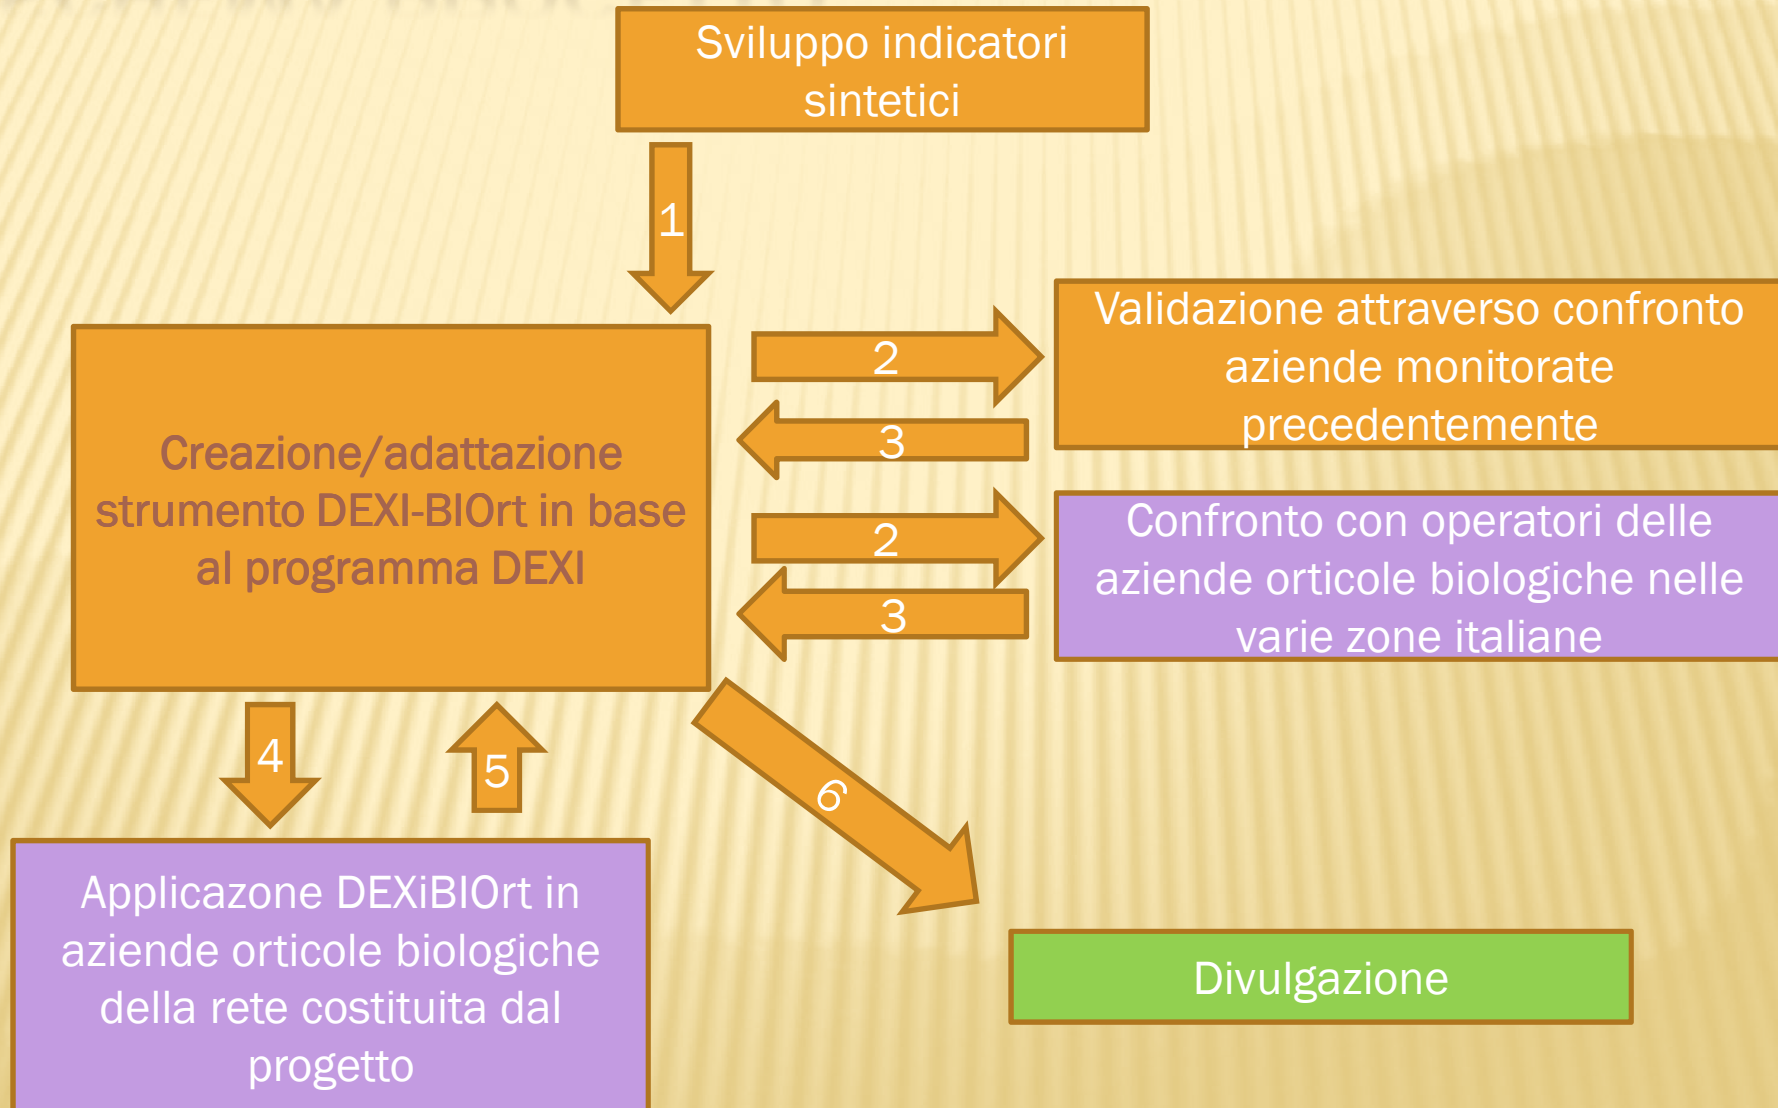 Sviluppo indicatori
sintetici
1
Creazione/adattazione
strumento DEXI-BIOrt in base
al programma DEXI
2
Validazione attraverso confronto
aziende monitorate
precedentemente
3
2
Confronto con operatori delle
aziende orticole biologiche nelle
varie zone italiane
3
4
5
6
Applicazone DEXiBIOrt in
aziende orticole biologiche
della rete costituita dal
progetto
Divulgazione